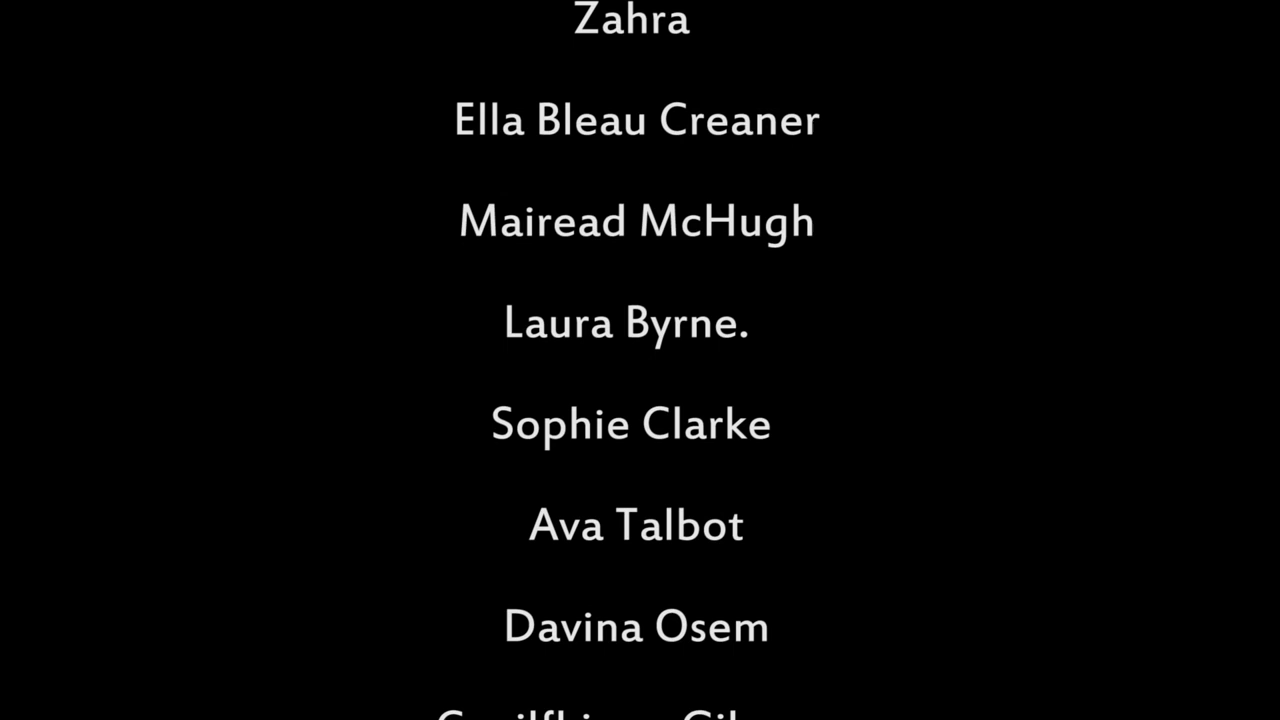 Zahra
Ella Bleau Creaner
Mairead McHugh
Laura Byrne.
Sophie Clarke
Ava Talbot
Davina Osem